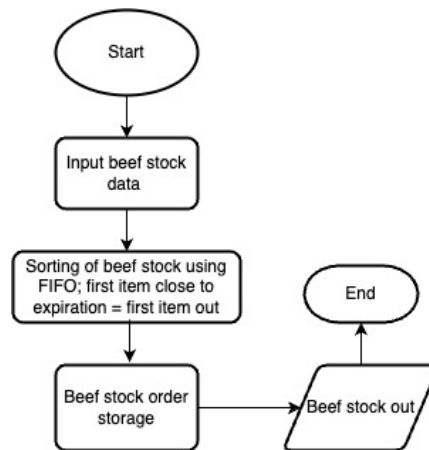 Start
Input beef stock
data
Sorting of beef stock using
FIFO; first item close to
expiration = first item out
End
Beef stock order
storage
Beef stock out